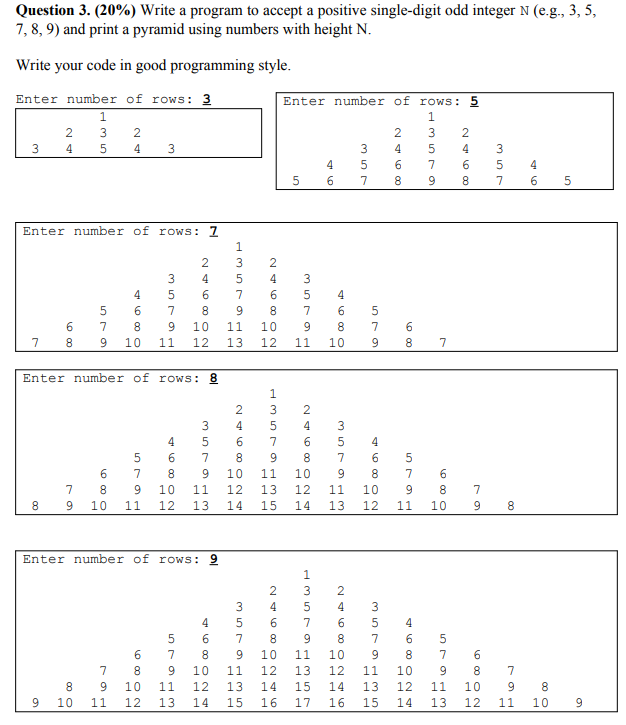 Question 3. (20%) Write a program to accept a positive single-digit odd integer N (e.g., 3, 5,
7, 8, 9) and print a pyramid using numbers with height N.
Write your code in good programming style.
Enter number of rows: 3
1
2 3 2
3 4 5 4 3
Enter number of rows: 5
1
2 3 2
3 4 5 4 3
4 5 6 7 6 5 4
5 6 7 8 9 8 7 6 5
Enter number of rows: 7
1
2 3 2
3 4 5 4 3
4 5 6 7 6 5 4
5 6 7 8 9 8 7 6 5
6 7 8 9 10 11 10 9 8 7 6
7 8 9 10 11 12 13 12 11 10 9 8 7
Enter number of rows: 8
1
2 3 2
3 4 5 4 3
4 5 6 7 6 5 4
5 6 7 8 9 8 7 6 5
6 7 8 9 10 11 10 9 8 7 6
7 8 9 10 11 12 13 12 11 10 9 8 7
8 9 10 11 12 13 14 15 14 13 12 11 10 9 8
Enter number of rows: 9
1
2 3 2
3 4 5 4 3
4 5 6 7 6 5 4
5 6 7 8 9 8 7 6 5
6 7 8 9 10 11 10 9 8 7 6
7 8 9 10 11 12 13 12 11 10 9 8 7
8 9 10 11 12 13 14 15 14 13 12 11 10 9 8
9 10 11 12 13 14 15 16 17 16 15 14 13 12 11 10 9